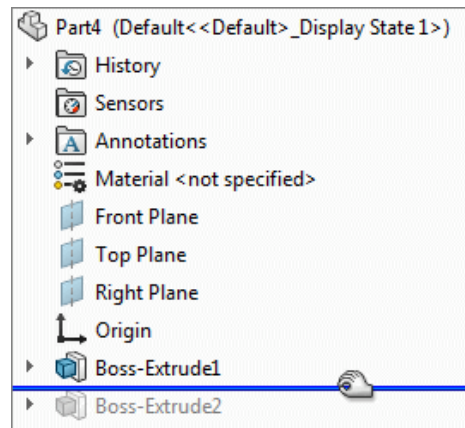 Part4 (Default<<Default>_Display State 1>)
History
Sensors
A Annotations
Material <not specified>
Front Plane
Top Plane
Right Plane
Origin
Boss-Extrude1
Boss-Extrude2